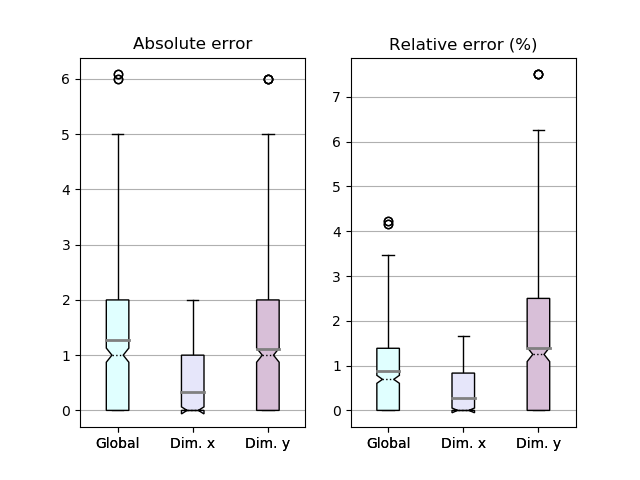 Absolute error
Relative error (%)
6
5
4
3
2
1
0
Global
Dim. x
Dim. y
7
6
5
4
3
2
1
0
Global
Dim. x
Dim. y